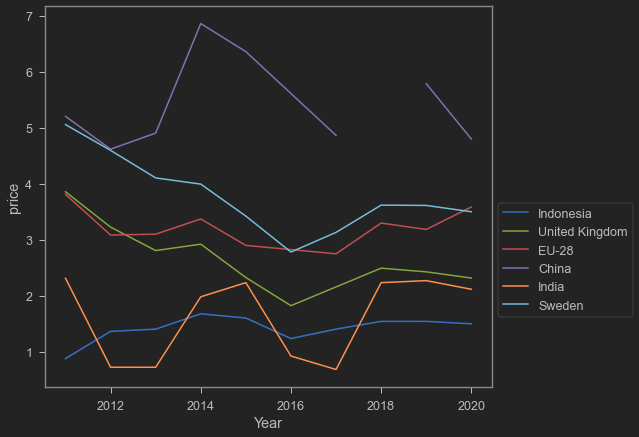 7
6
5
4
3
2
1
price
2012
2014
2016
2018
2020
Year
Indonesia
United Kingdom
EU-28
China
India
Sweden